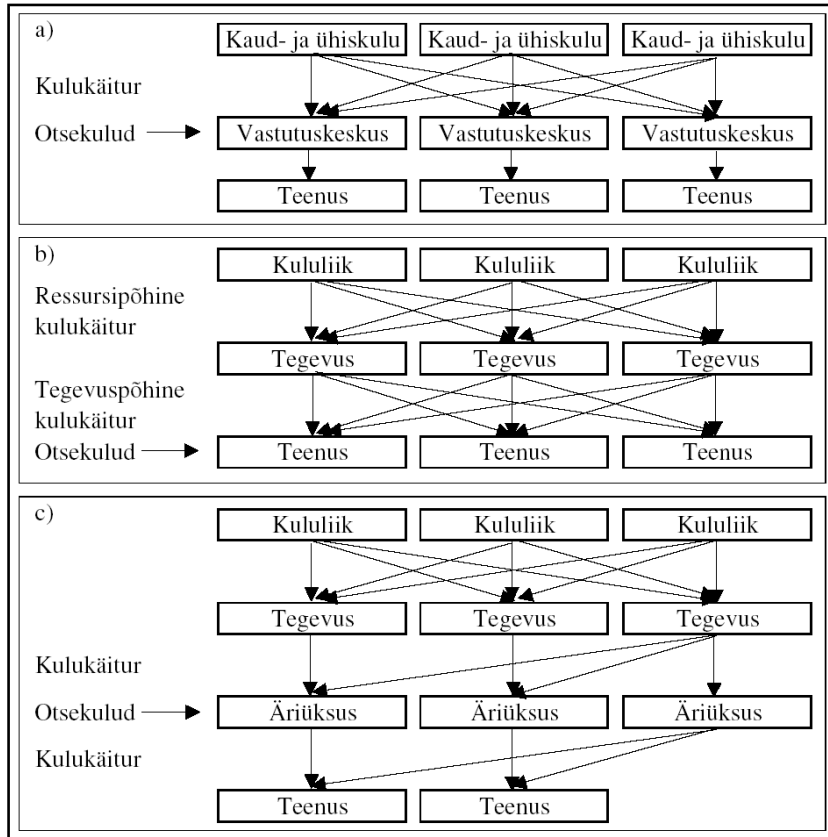 a)
Kaud- ja ühiskulu Kaud- ja ühiskulu Kaud- ja ühiskulu
Kulukäitur
Otsekulud Vastutuskeskus Vastutuskeskus Vastutuskeskus
Teenus Teenus Teenus
b)
Kululiik Kululiik Kululiik
Ressursipõhine
kulukäitur
Tegevus Tegevus Tegevus
Tegevuspõhine
kulukäitur
Otsekulud Teenus Teenus Teenus
c)
Kululiik Kululiik Kululiik
Tegevus Tegevus Tegevus
Kulukäitur
Otsekulud Äriüksus Äriüksus Äriüksus
Kulukäitur
Teenus Teenus